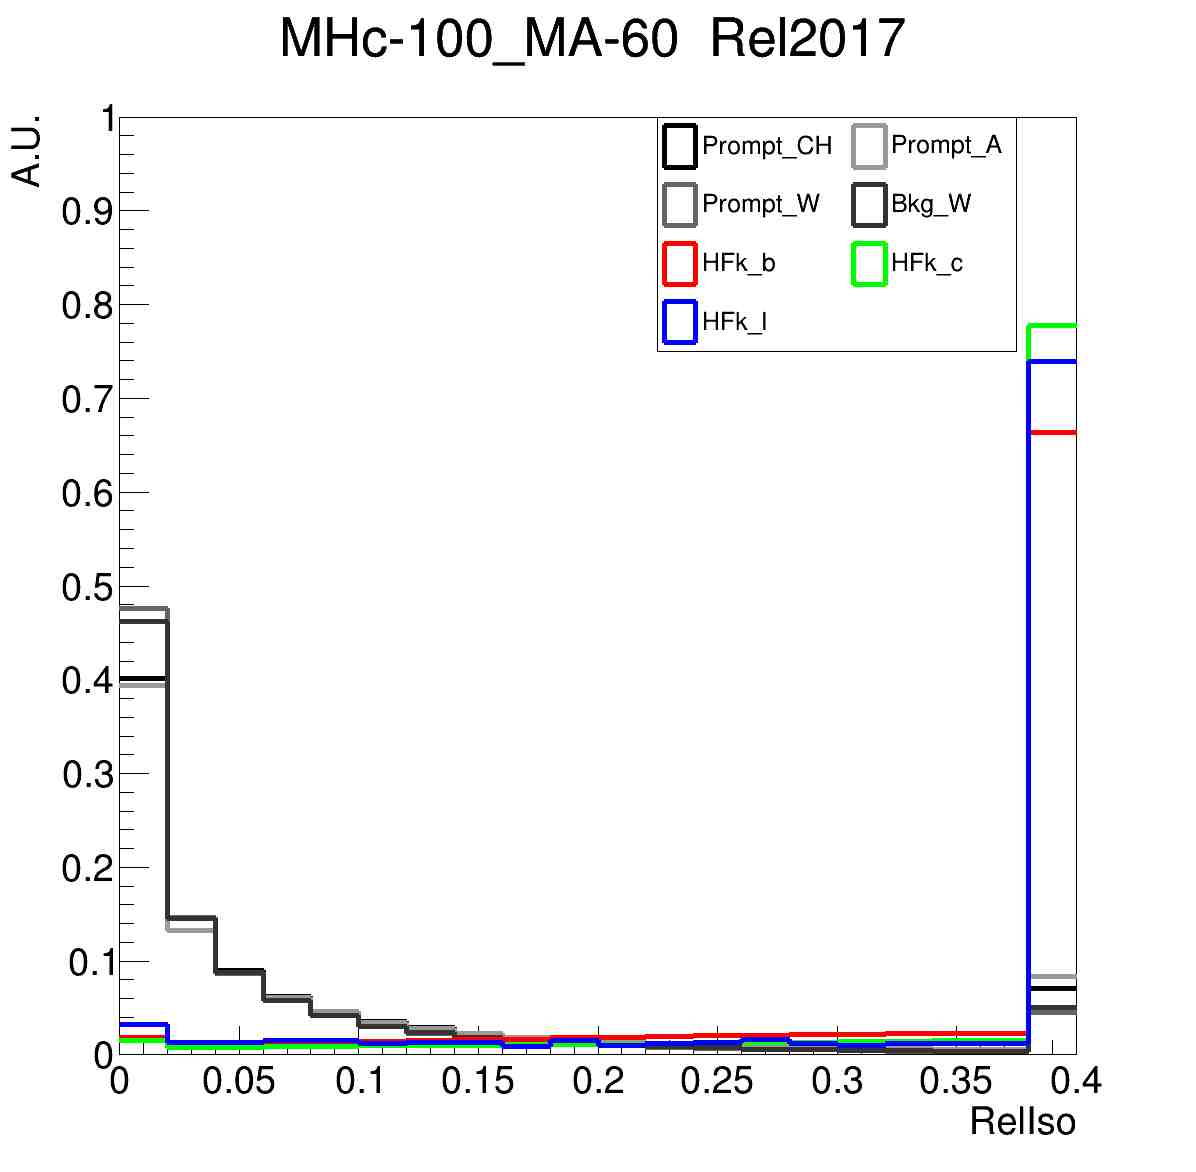 MHc-100_MA-60 Rel2017
A.U.
1
0.9
0.8
0.7
0.6
0.5
0.4
0.3
0.2
0.1
0
Prompt_CH Prompt_A
Prompt_W Bkg_W
HFk_b HFk_c
HFk_l
0 0.05 0.1 0.15 0.2 0.25 0.3 0.35 0.4
RelIso